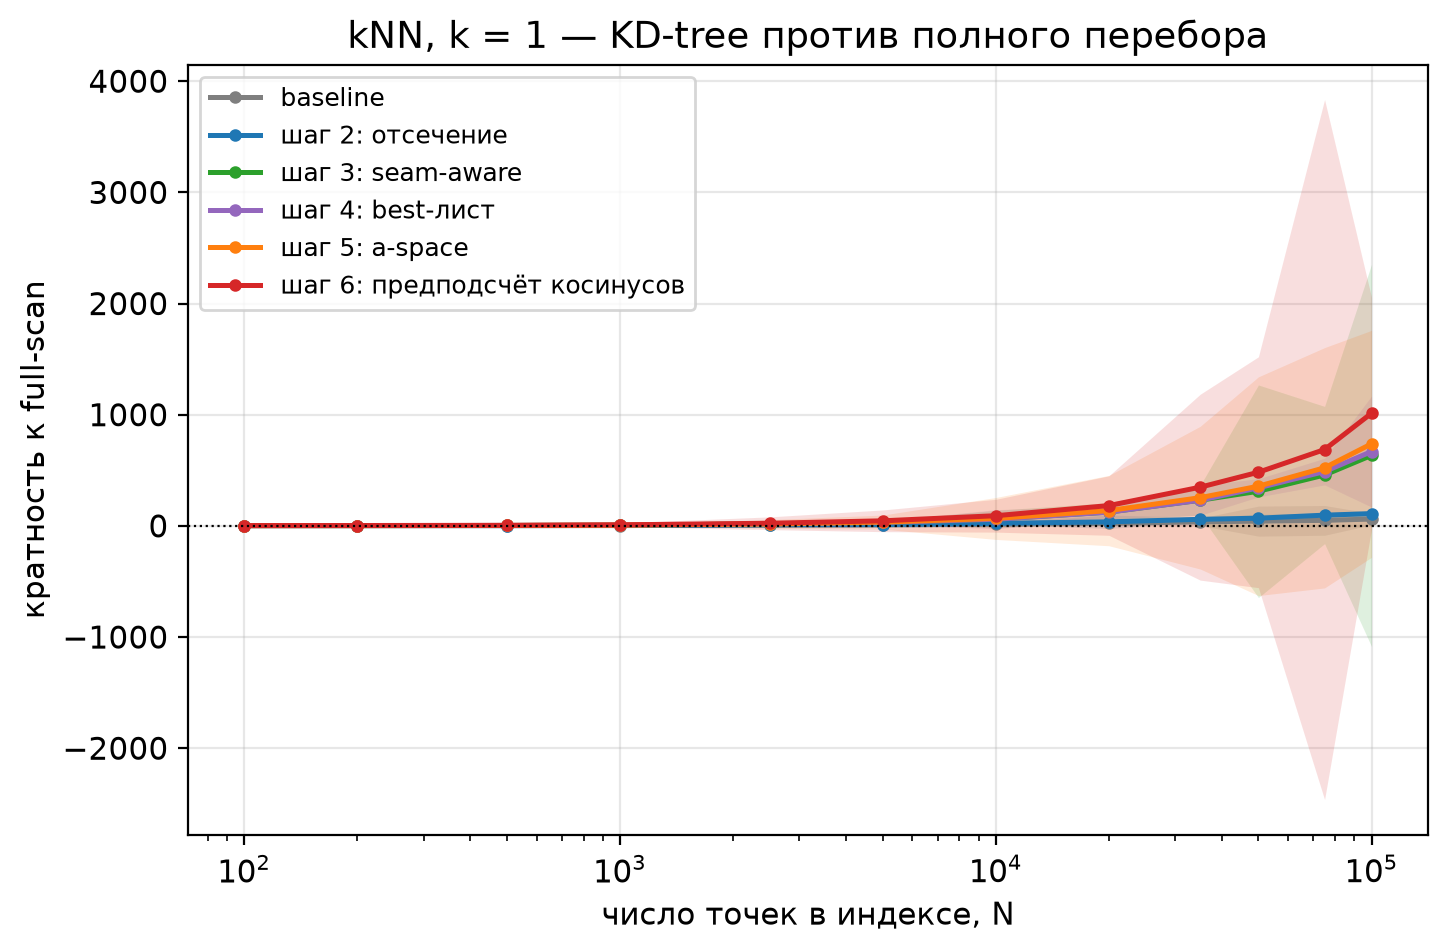 kNN, k = 1 — KD-tree против полного перебора
кратность к full-scan
4000
3000
2000
1000
0
−1000
−2000
baseline
шаг 2: отсечение
шаг 3: seam-aware
шаг 4: best-лист
шаг 5: a-space
шаг 6: предподсчёт косинусов
10²
10³
10⁴
10⁵
число точек в индексе, N